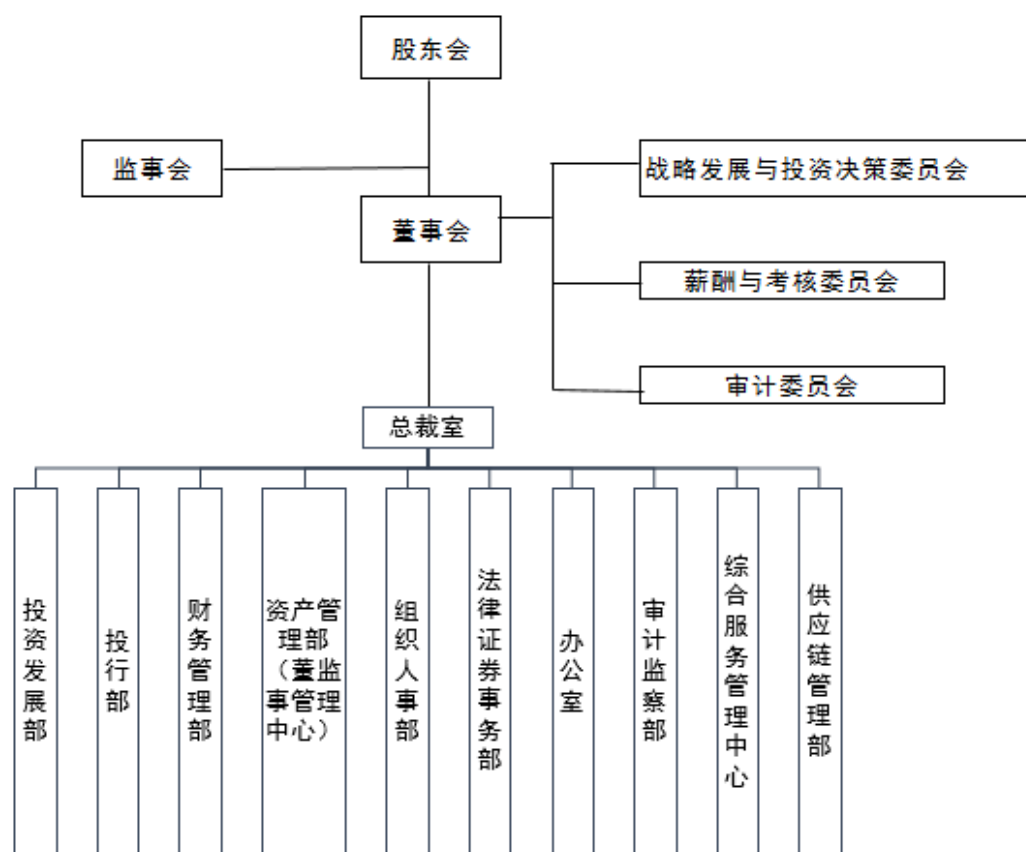 股东会
监事会
战略发展与投资决策委员会
董事会
薪酬与考核委员会
审计委员会
总裁室
投资发展部
投行部
财务管理部
资产管
理部
（董监
事管理
中心）
组织人事部
法律证券事务部
办公室
审计监察部
综合服务管理中心
供应链管理部